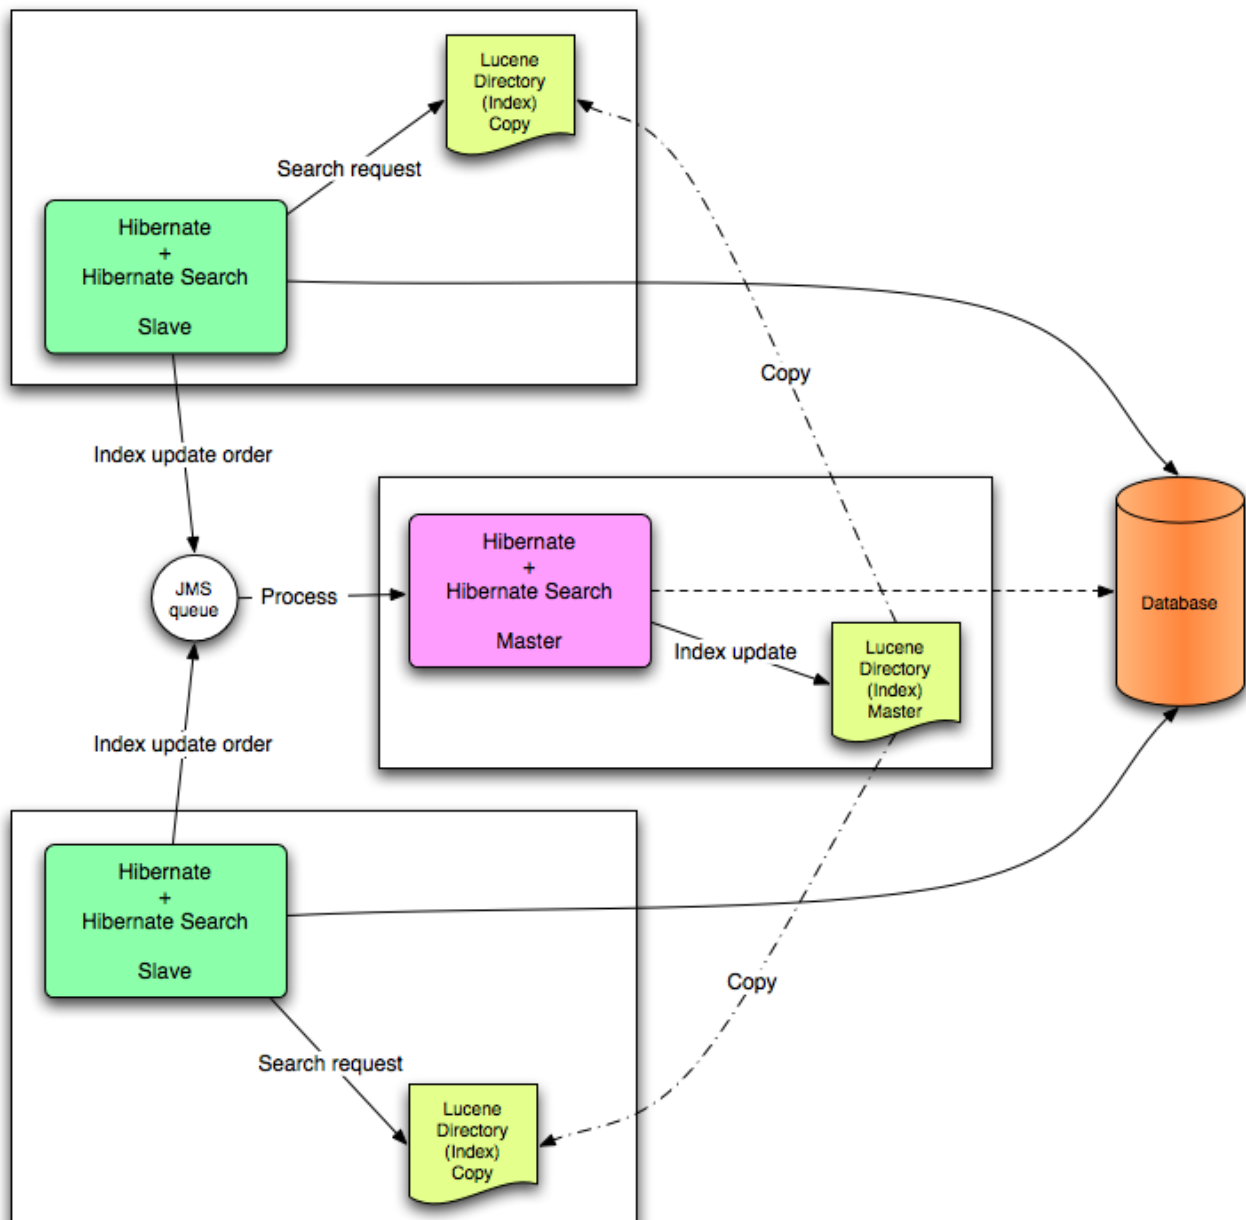 Lucene
Directory
(Index)
Copy
Search request
Hibernate
+
Hibernate Search
Slave
Copy
Index update order
Hibernate
+
Hibernate Search
Master
JMS
queue
Process
Database
Index update
Lucene
Directory
(Index)
Master
Index update order
Hibernate
+
Hibernate Search
Slave
Copy
Search request
Lucene
Directory
(Index)
Copy